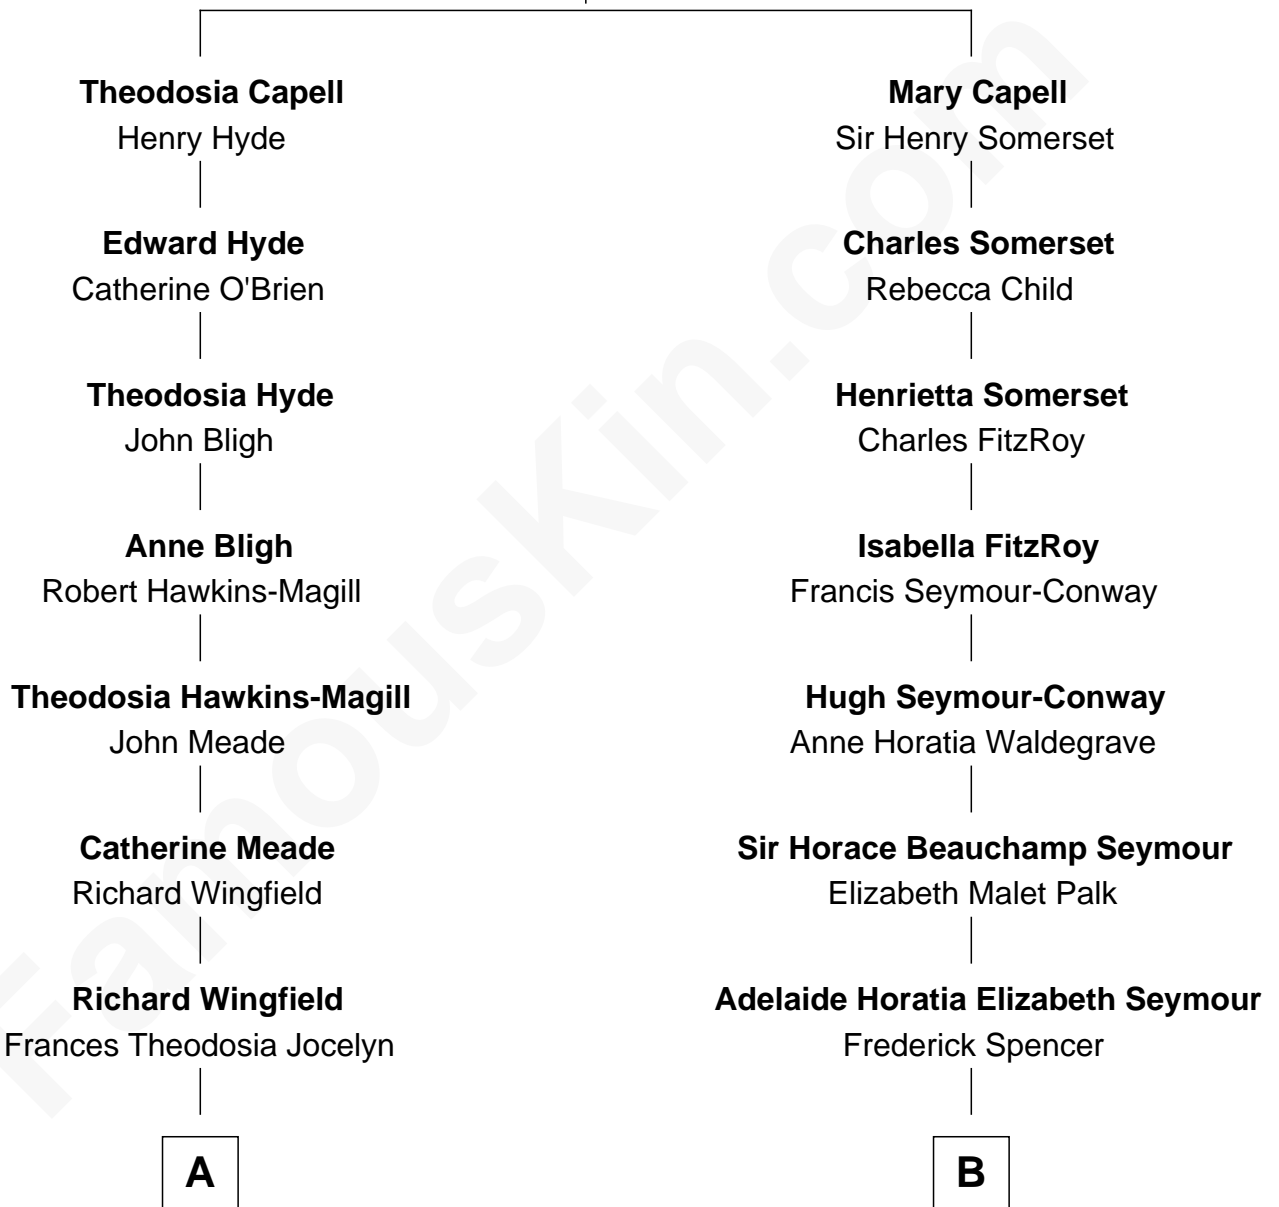 Theodosia Capell
Henry Hyde
Edward Hyde
Catherine O'Brien
Theodosia Hyde
John Bligh
Anne Bligh
Robert Hawkins-Magill
Theodosia Hawkins-Magill
John Meade
Catherine Meade
Richard Wingfield
Richard Wingfield
Frances Theodosia Jocelyn
A
Mary Capell
Sir Henry Somerset
Charles Somerset
Rebecca Child
Henrietta Somerset
Charles FitzRoy
Isabella FitzRoy
Francis Seymour-Conway
Hugh Seymour-Conway
Anne Horatia Waldegrave
Sir Horace Beauchamp Seymour
Elizabeth Malet Palk
Adelaide Horatia Elizabeth Seymour
Frederick Spencer
B
FamousKin.com